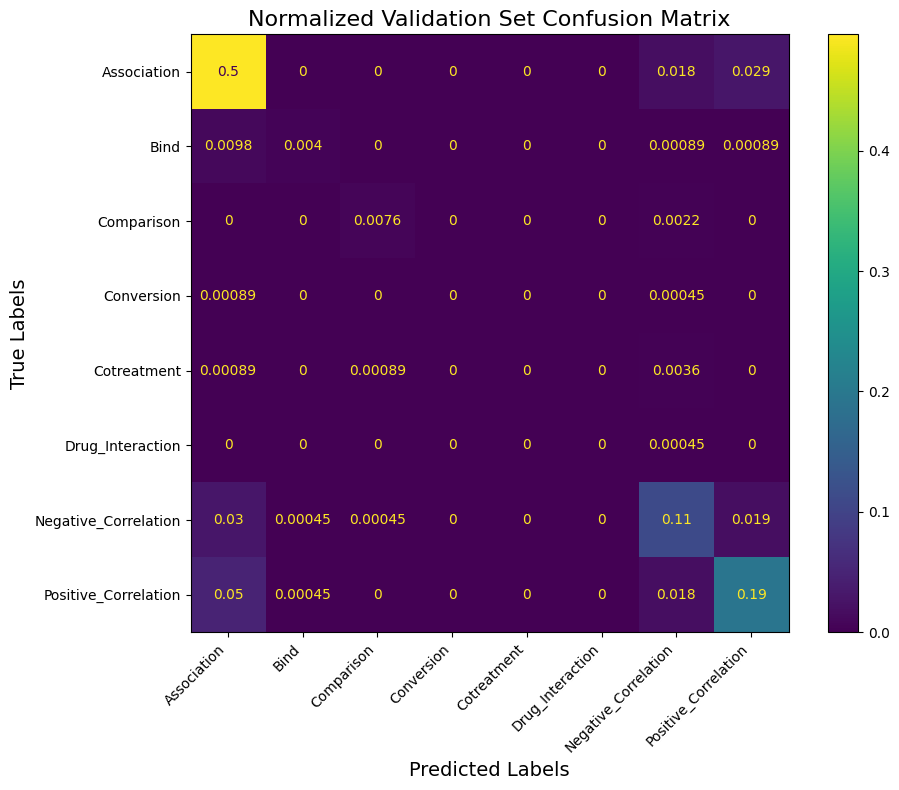 Normalized Validation Set Confusion Matrix
True Labels
Association 0.5 0 0 0 0 0 0.018 0.029
Bind 0.0098 0.004 0 0 0 0 0.00089 0.00089
Comparison 0 0 0.0076 0 0 0 0.0022 0
Conversion 0.00089 0 0 0 0 0 0.00045 0
Cotreatment 0.00089 0 0.00089 0 0 0 0.0036 0
Drug_Interaction 0 0 0 0 0 0 0.00045 0
Negative_Correlation 0.03 0.00045 0.00045 0 0 0 0.11 0.019
Positive_Correlation 0.05 0.00045 0 0 0 0 0.018 0.19
Association
Bind
Comparison
Conversion
Cotreatment
Drug_Interaction
Negative_Correlation
Positive_Correlation
Predicted Labels
0.4
0.3
0.2
0.1
0.0